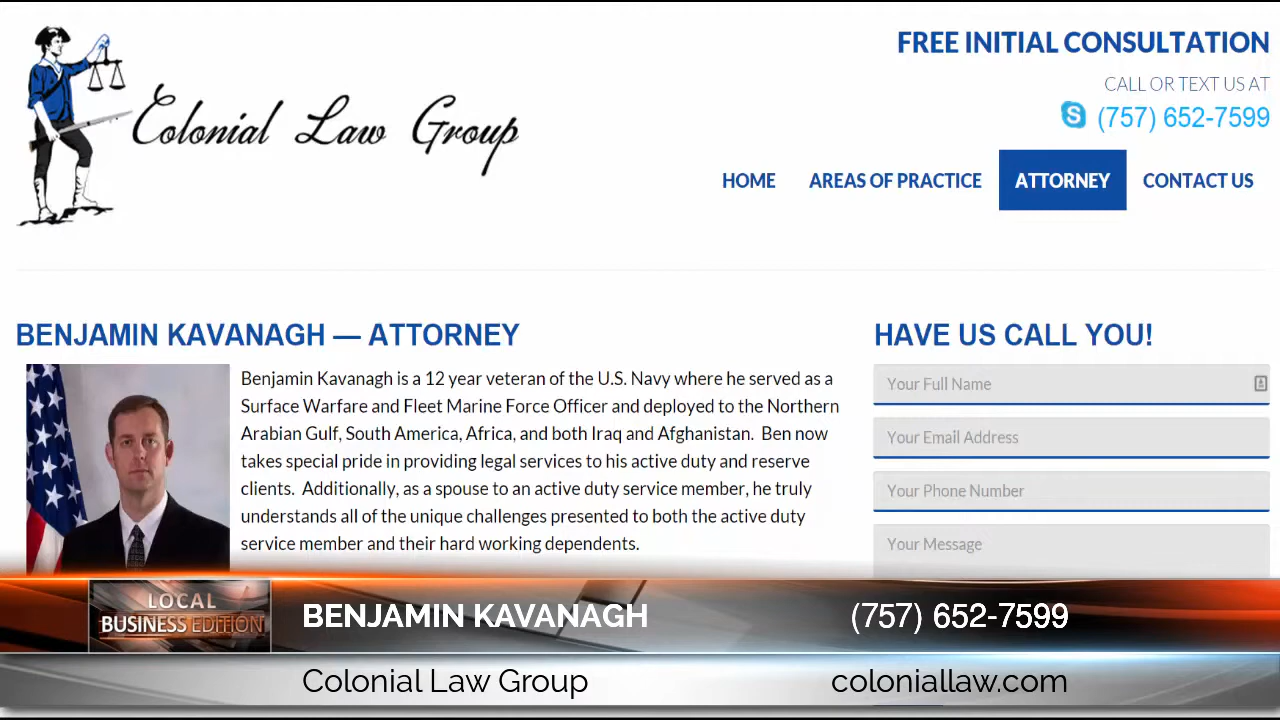 Colonial Law Group
FREE INITIAL CONSULTATION
CALL OR TEXT US AT
(757) 652-7599
HOME
AREAS OF PRACTICE
ATTORNEY
CONTACT US
BENJAMIN KAVANAGH — ATTORNEY
Benjamin Kavanagh is a 12 year veteran of the U.S. Navy where he served as a
Surface Warfare and Fleet Marine Force Officer and deployed to the Northern
Arabian Gulf, South America, Africa, and both Iraq and Afghanistan. Ben now
takes special pride in providing legal services to his active duty and reserve
clients. Additionally, as a spouse to an active duty service member, he truly
understands all of the unique challenges presented to both the active duty
service member and their hard working dependents.
HAVE US CALL YOU!
Your Full Name
Your Email Address
Your Phone Number
Your Message
LOCAL
BUSINESS EDITION
BENJAMIN KAVANAGH
(757) 652-7599
Colonial Law Group
coloniallaw.com